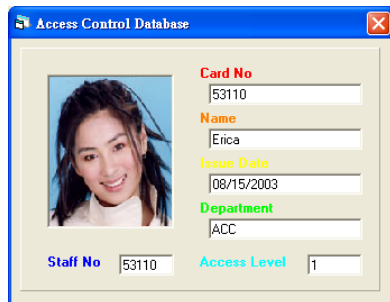 Access Control Database
Card No
53110
Name
Erica
Issue Date
08/15/2003
Department
ACC
Staff No 53110 Access Level 1